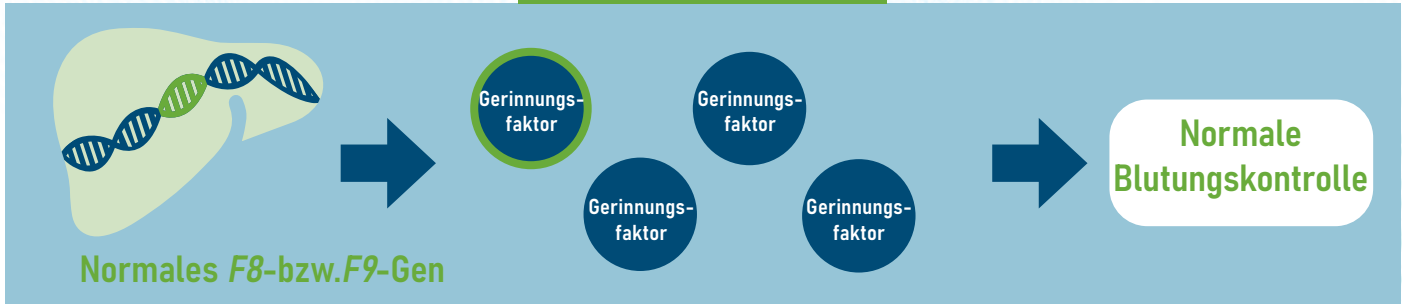 Gerinnungs-
faktor
Gerinnungs-
faktor
Gerinnungs-
faktor
Gerinnungs-
faktor
Normale
Blutungskontrolle
Normales F8-bzw.F9-Gen